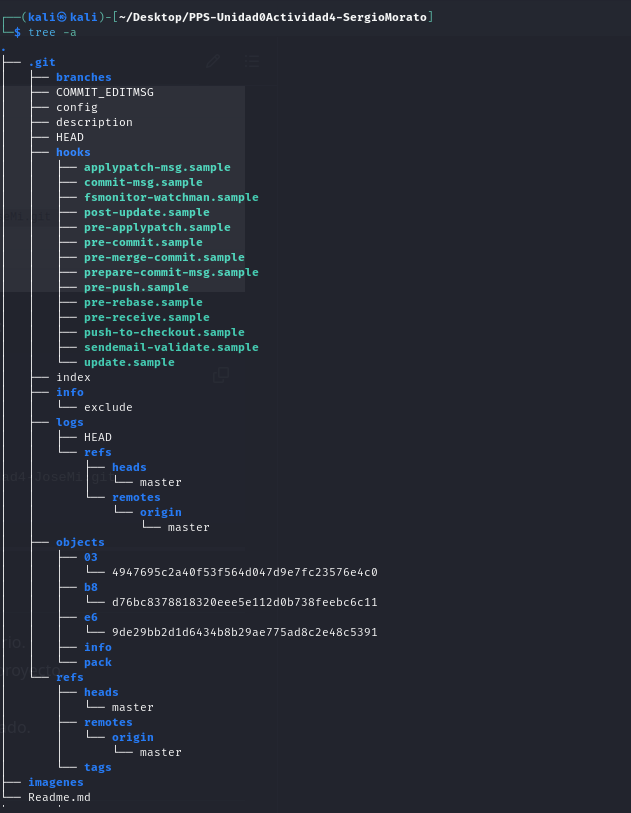 ┌──(kali㉿kali)-[~/Desktop/PPS-Unidad0Actividad4-SergioMorato]
└─$ tree -a
.
├── .git
│   ├── branches
│   ├── COMMIT_EDITMSG
│   ├── config
│   ├── description
│   ├── HEAD
│   ├── hooks
│   │   ├── applypatch-msg.sample
│   │   ├── commit-msg.sample
│   │   ├── fsmonitor-watchman.sample
│   │   ├── post-update.sample
│   │   ├── pre-applypatch.sample
│   │   ├── pre-commit.sample
│   │   ├── pre-merge-commit.sample
│   │   ├── prepare-commit-msg.sample
│   │   ├── pre-push.sample
│   │   ├── pre-rebase.sample
│   │   ├── pre-receive.sample
│   │   ├── push-to-checkout.sample
│   │   ├── sendemail-validate.sample
│   │   └── update.sample
│   ├── index
│   ├── info
│   │   └── exclude
│   ├── logs
│   │   ├── HEAD
│   │   └── refs
│   │       ├── heads
│   │       │   └── master
│   │       └── remotes
│   │           └── origin
│   │               └── master
│   ├── objects
│   │   ├── 03
│   │   │   └── 4947695c2a40f53f564d047d9e7fc23576e4c0
│   │   ├── b8
│   │   │   └── d76bc8378818320eee5e112d0b738feebc6c11
│   │   ├── e6
│   │   │   └── 9de29bb2d1d6434b8b29ae775ad8c2e48c5391
│   │   ├── info
│   │   └── pack
│   └── refs
│       ├── heads
│       │   └── master
│       ├── remotes
│       │   └── origin
│       │       └── master
│       └── tags
├── imagenes
└── Readme.md